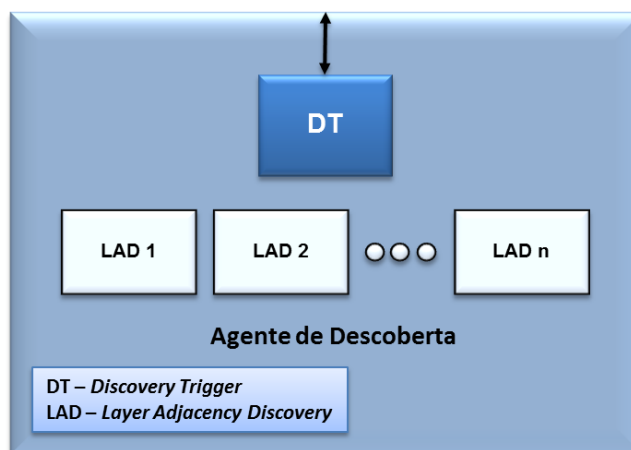 DT
LAD 1
LAD 2
LAD n
Agente de Descoberta
DT – Discovery Trigger
LAD – Layer Adjacency Discovery